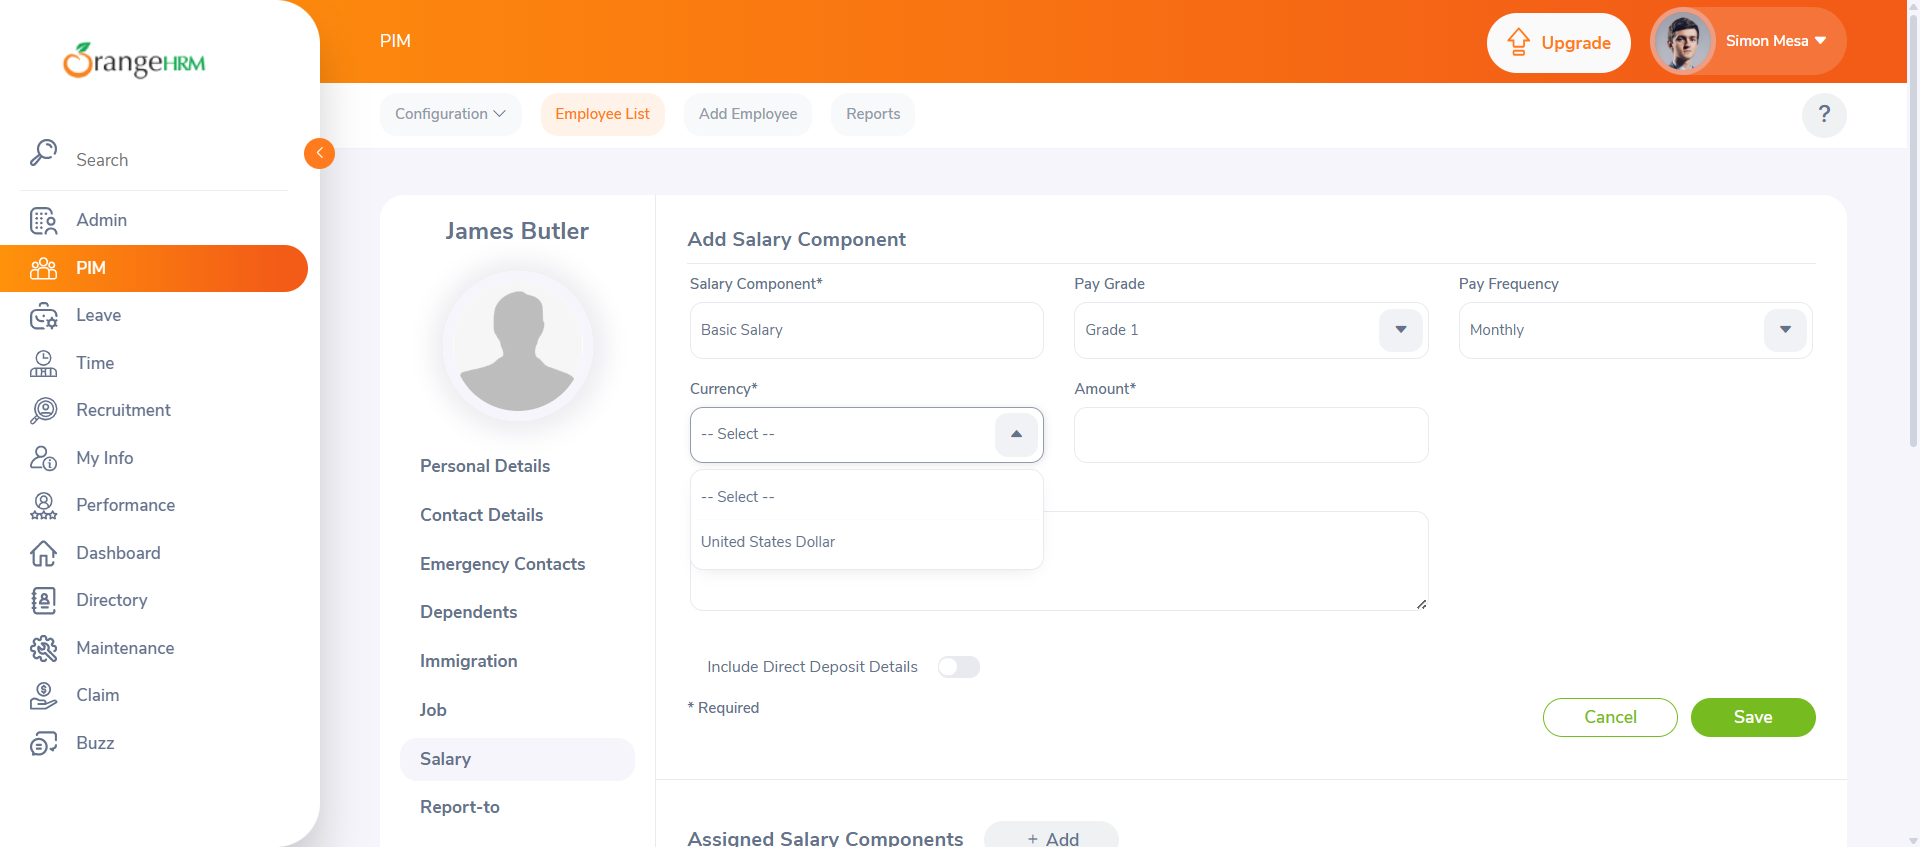 OrangeHRM
PIM
Upgrade
Simon Mesa
Configuration
Employee List
Add Employee
Reports
?
Search
Admin
PIM
Leave
Time
Recruitment
My Info
Performance
Dashboard
Directory
Maintenance
Claim
Buzz
James Butler
Personal Details
Contact Details
Emergency Contacts
Dependents
Immigration
Job
Salary
Report-to
Add Salary Component
Salary Component*
Pay Grade
Pay Frequency
Basic Salary
Grade 1
Monthly
Currency*
Amount*
-- Select --
-- Select --
United States Dollar
Include Direct Deposit Details
* Required
Cancel
Save
Assigned Salary Components
+ Add